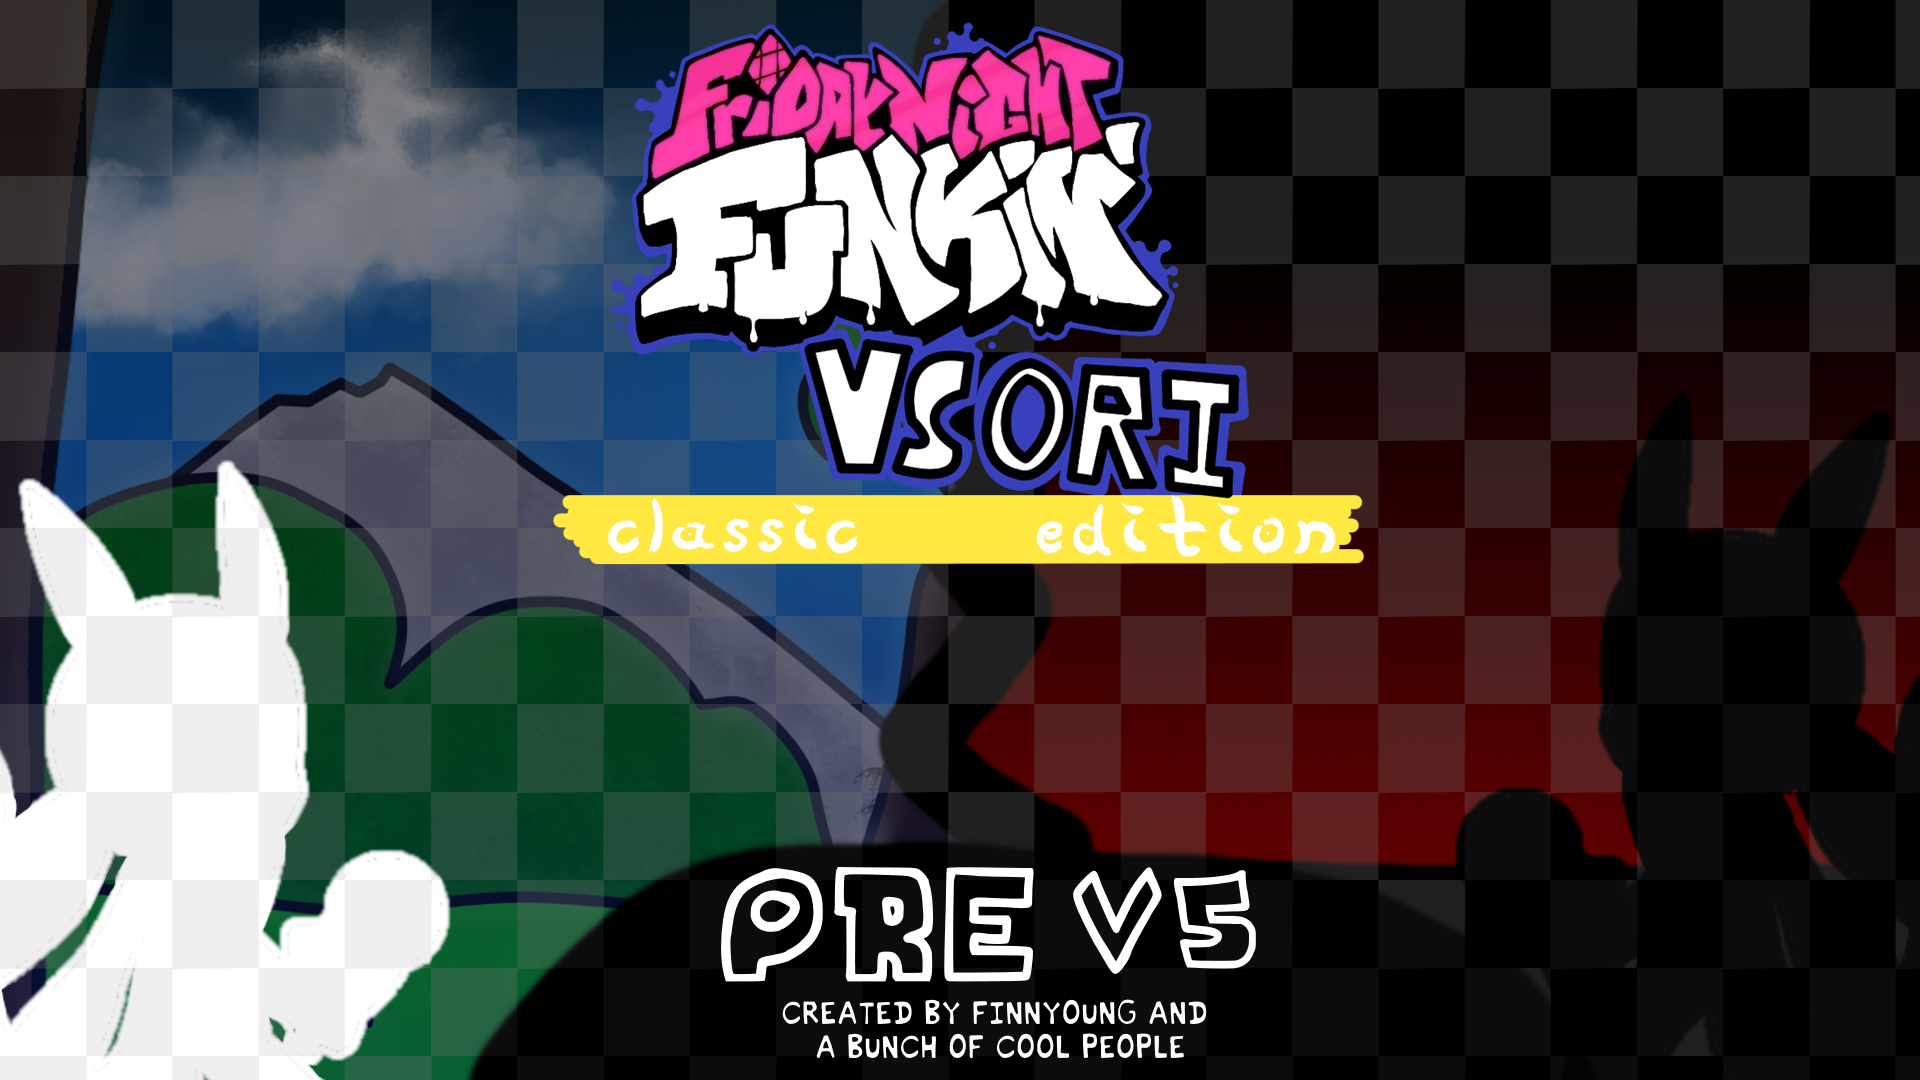 FRIDAY NIGHT
FUNKIN'
VS ORI
classic edition
PRE V5
CREATED BY FINNYOUNG AND
A BUNCH OF COOL PEOPLE